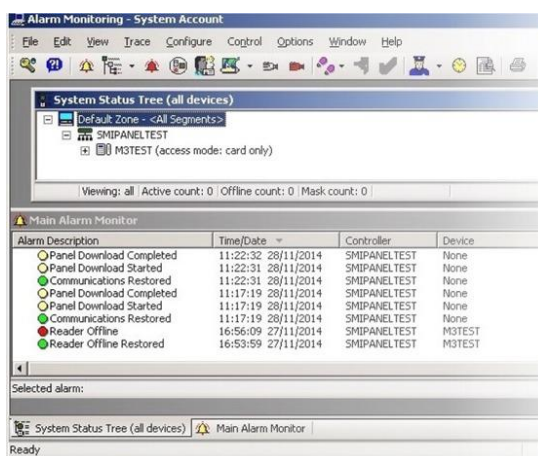 Alarm Monitoring - System Account
File Edit View Trace Configure Control Options Window Help
System Status Tree (all devices)
Default Zone - <All Segments>
SMIPANELTEST
M3TEST (access mode: card only)
Viewing: all Active count: 0 Offline count: 0 Mask count: 0
Main Alarm Monitor
Alarm Description Time/Date Controller Device
Panel Download Completed 11:22:32 28/11/2014 SMIPANELTEST None
Panel Download Started 11:22:31 28/11/2014 SMIPANELTEST None
Communications Restored 11:22:31 28/11/2014 SMIPANELTEST None
Panel Download Completed 11:17:19 28/11/2014 SMIPANELTEST None
Panel Download Started 11:17:19 28/11/2014 SMIPANELTEST None
Communications Restored 11:17:19 28/11/2014 SMIPANELTEST None
Reader Offline 16:56:09 27/11/2014 SMIPANELTEST M3TEST
Reader Offline Restored 16:53:59 27/11/2014 SMIPANELTEST M3TEST
Selected alarm:
System Status Tree (all devices) Main Alarm Monitor
Ready